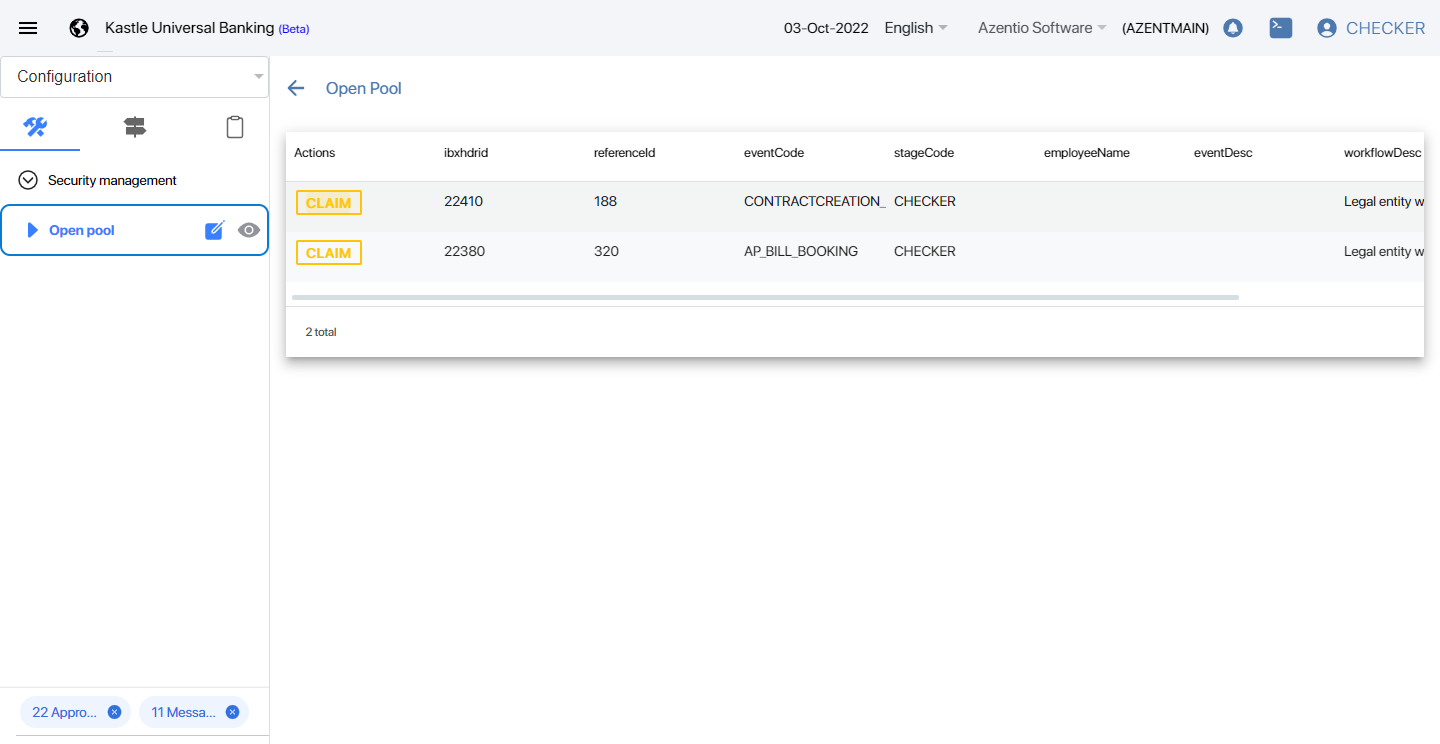 Kastle Universal Banking (Beta) 03-Oct-2022 English Azentio Software (AZENTMAIN) CHECKER
Configuration
Security management
Open pool
22 Appro... 11 Messa...
Open Pool
Actions ibxhdrid referenceId eventCode stageCode employeeName eventDesc workflowDesc
CLAIM 22410 188 CONTRACTCREATION_ CHECKER Legal entity w
CLAIM 22380 320 AP_BILL_BOOKING CHECKER Legal entity w
2 total